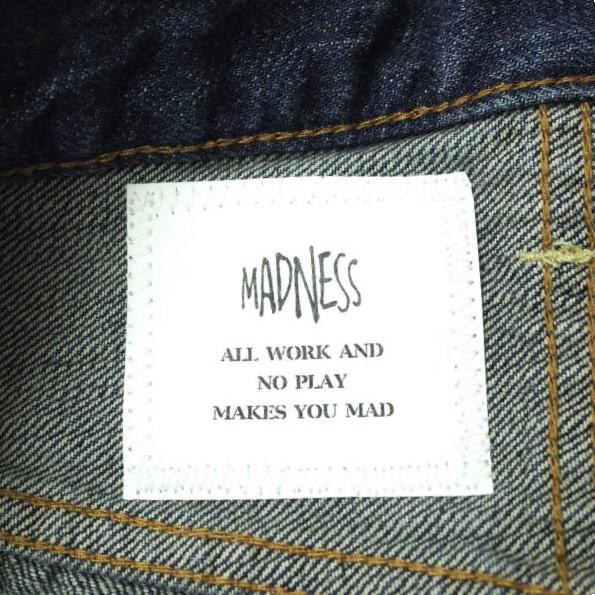 MADNESS
ALL WORK AND
NO PLAY
MAKES YOU MAD